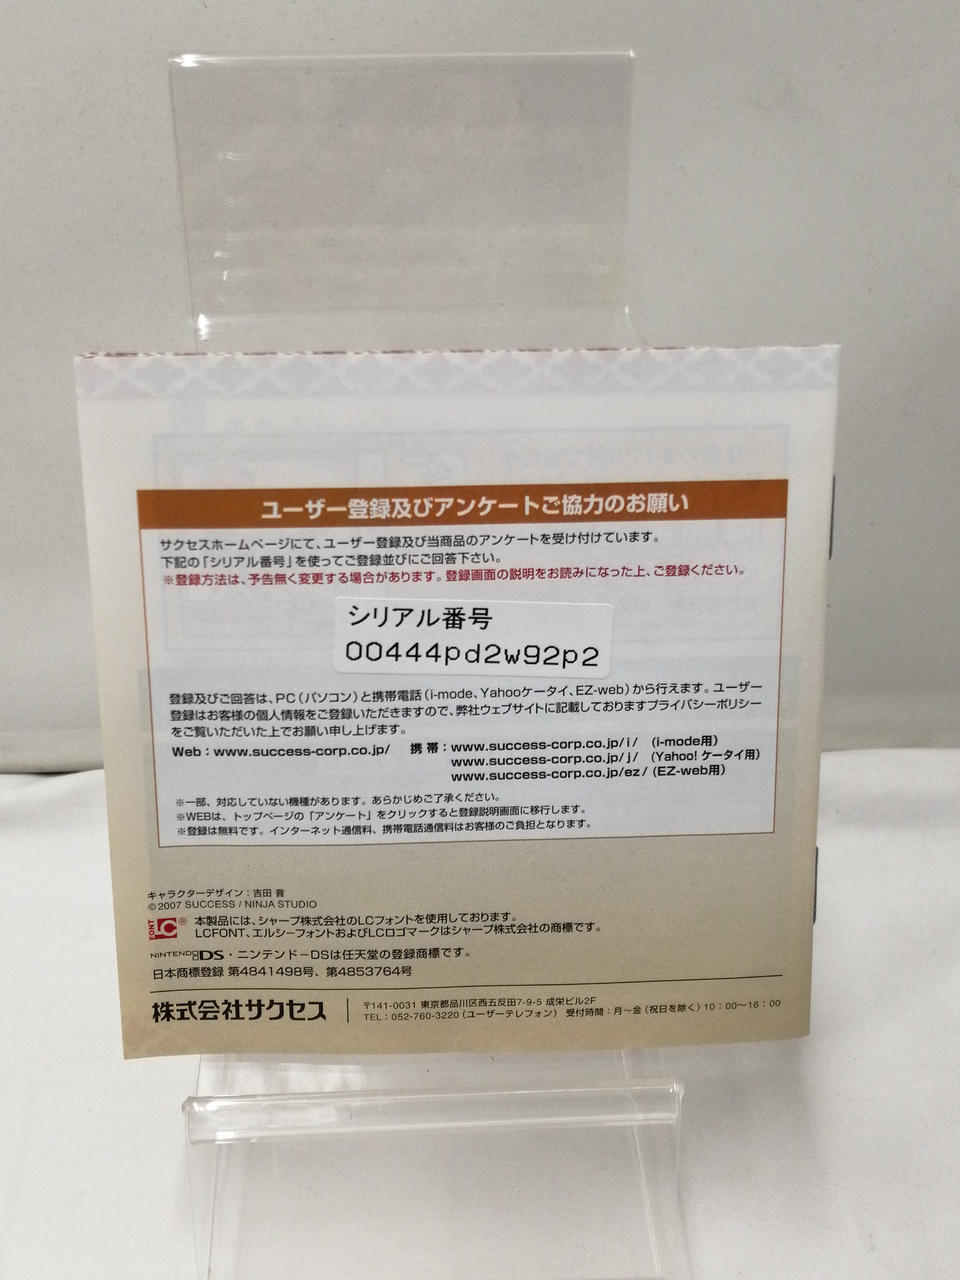 ユーザー登録及びアンケートご協力のお願い
サクセスホームページにて、ユーザー登録及び当商品のアンケートを受け付けています。
下記の「シリアル番号」を使ってご登録並びにご回答下さい。
※登録方法は、予告無く変更する場合があります。登録画面の説明をお読みになった上、ご登録ください。
シリアル番号
00444pd2w92p2
登録及びご回答は、PC（パソコン）と携帯電話（i-mode、Yahooケータイ、EZ-web）から行えます。ユーザー
登録はお客様の個人情報をご登録いただきますので、弊社ウェブサイトに記載しておりますプライバシーポリシー
をご覧いただいた上でお願い申し上げます。
Web：www.success-corp.co.jp/ 携帯：www.success-corp.co.jp/i/ (i-mode用)
www.success-corp.co.jp/j/ (Yahoo! ケータイ用)
www.success-corp.co.jp/ez/ (EZ-web用)
※一部、対応していない機種があります。あらかじめご了承ください。
※WEBは、トップページの「アンケート」をクリックすると登録説明画面に移行します。
※登録は無料です。インターネット通信料、携帯電話通信料はお客様のご負担となります。
キャラクターデザイン：吉田 音
©2007 SUCCESS / NINJA STUDIO
LC FONT ® 本製品には、シャープ株式会社のLCフォントを使用しております。
LCFONT、エルシーフォントおよびLCロゴマークはシャープ株式会社の商標です。
NINTENDO DS・ニンテンドーDSは任天堂の登録商標です。
日本商標登録 第4841498号、第4853764号
株式会社サクセス
〒141-0031 東京都品川区西五反田7-9-5 成栄ビル2F
TEL：052-760-3220（ユーザーテレフォン） 受付時間：月〜金（祝日を除く）10：00〜16：00